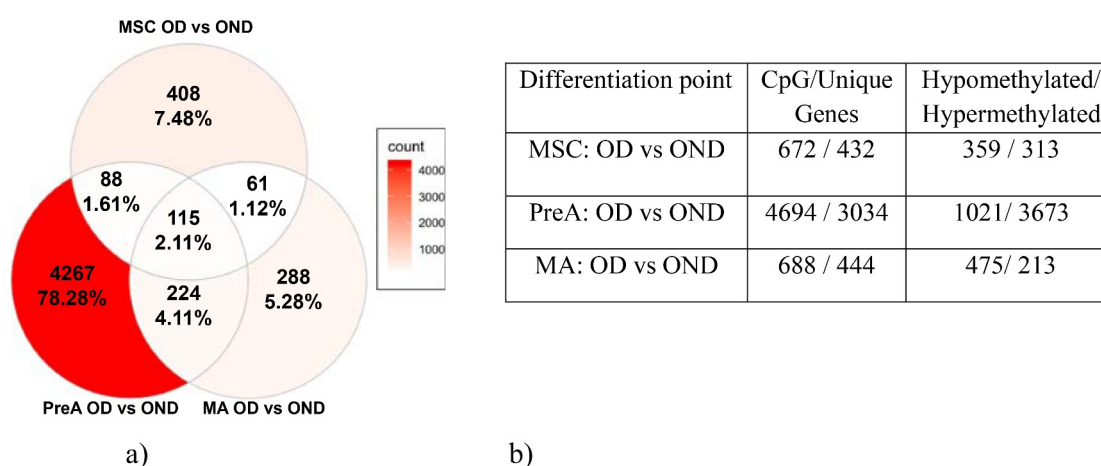 MSC OD vs OND
408
7.48%
88
1.61%
61
1.12%
115
2.11%
4267
78.28%
224
4.11%
288
5.28%
PreA OD vs OND
MA OD vs OND
count
4000
3000
2000
1000
a)
Differentiation point
CpG/Unique
Genes
Hypomethylated/
Hypermethylated
MSC: OD vs OND
672 / 432
359 / 313
PreA: OD vs OND
4694 / 3034
1021/ 3673
MA: OD vs OND
688 / 444
475/ 213
b)